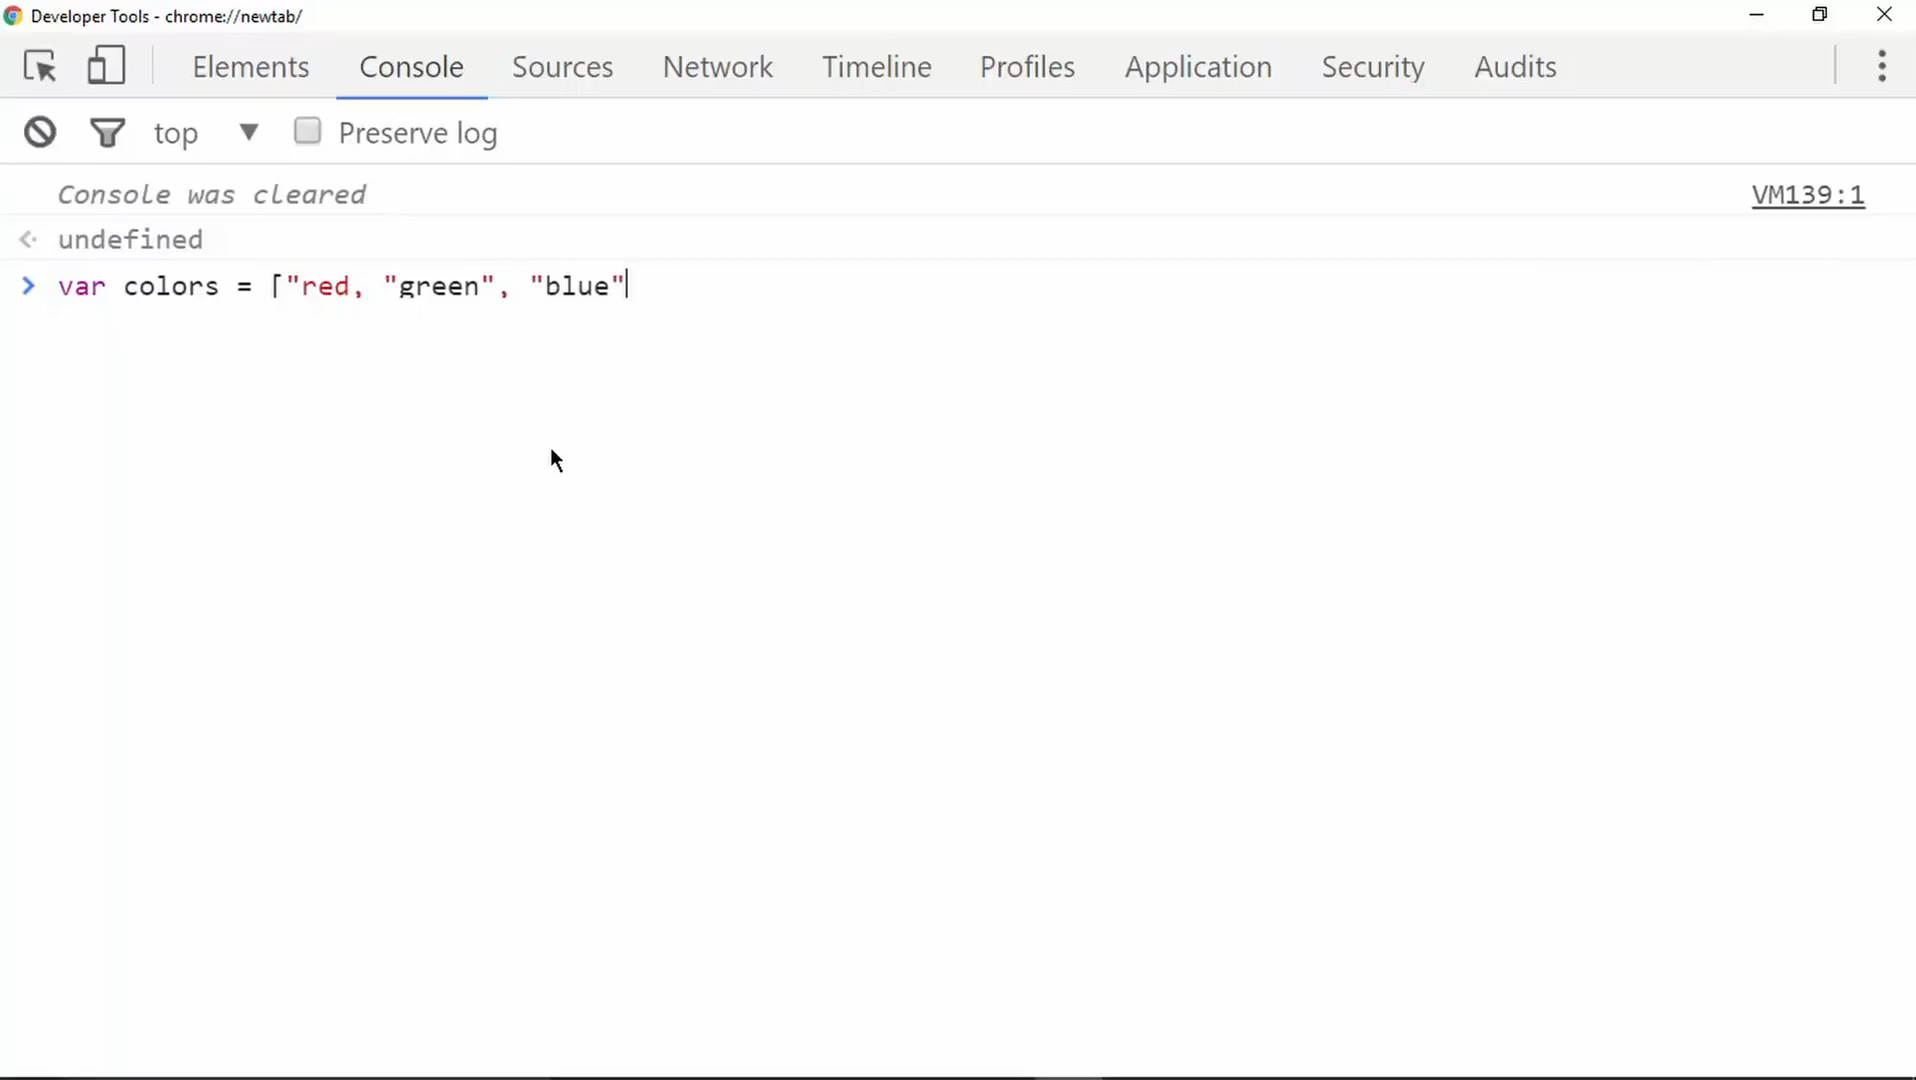 Developer Tools - chrome://newtab/
Elements Console Sources Network Timeline Profiles Application Security Audits
top Preserve log
Console was cleared VM139:1
undefined
var colors = ["red, "green", "blue"